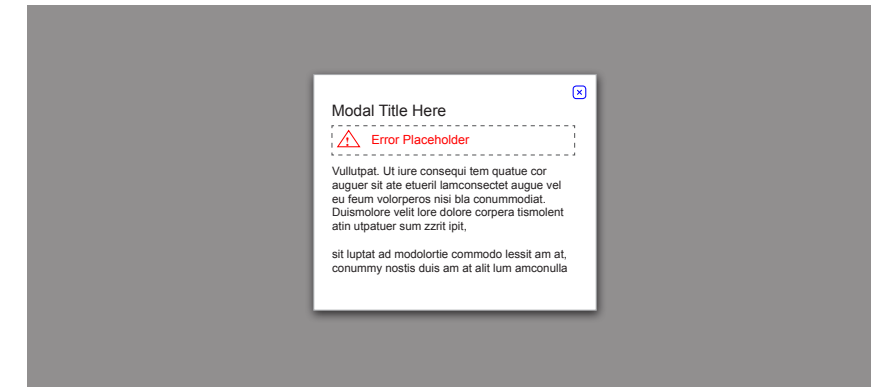 Modal Title Here
Error Placeholder
Vullutpat. Ut iure consequi tem quatue cor
auguer sit ate etueril lamconsectet augue vel
eu feum volorperos nisi bla conummodiat.
Duismolore velit lore dolore corpera tismolent
atin utpatuer sum zzrit ipit,
sit luptat ad modolortie commodo lessit am at,
conummy nostis duis am at alit lum amconulla